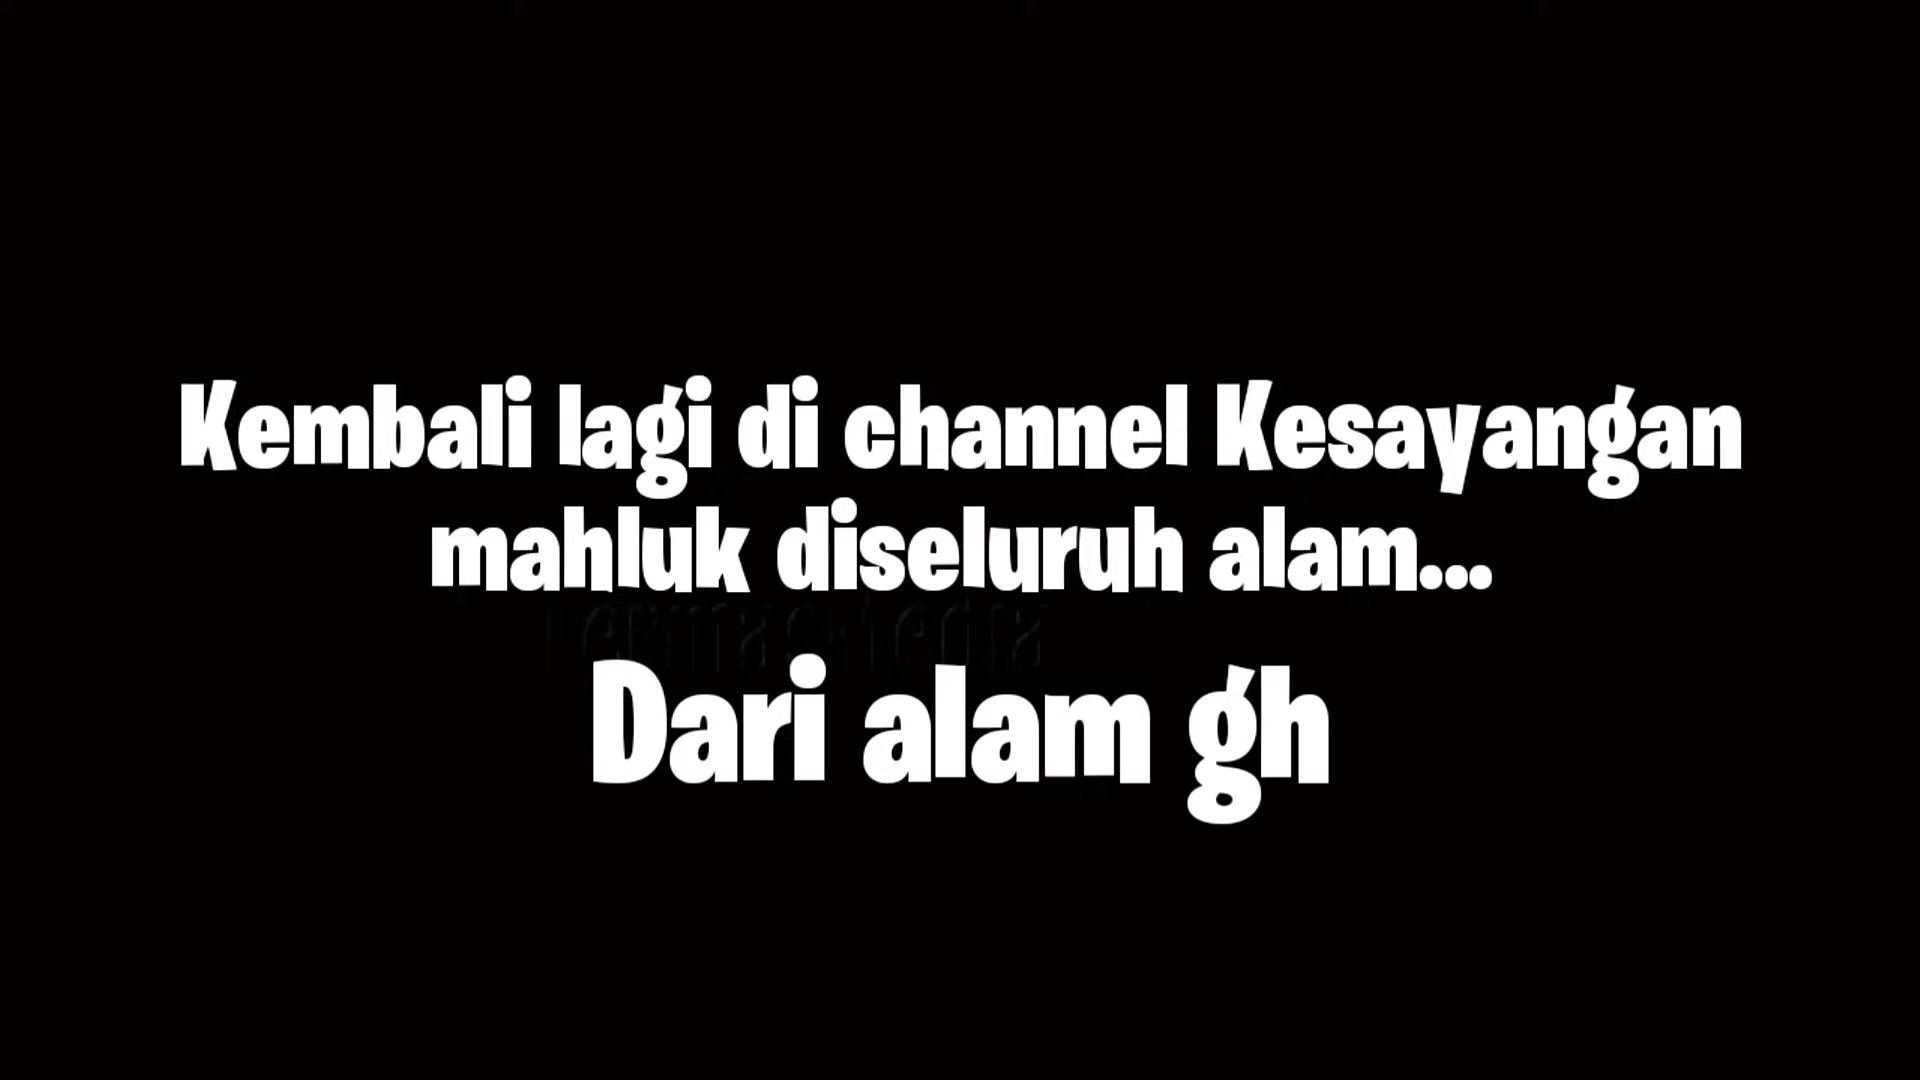 Kembali lagi di channel Kesayangan
mahluk diseluruh alam...
Dari alam gh